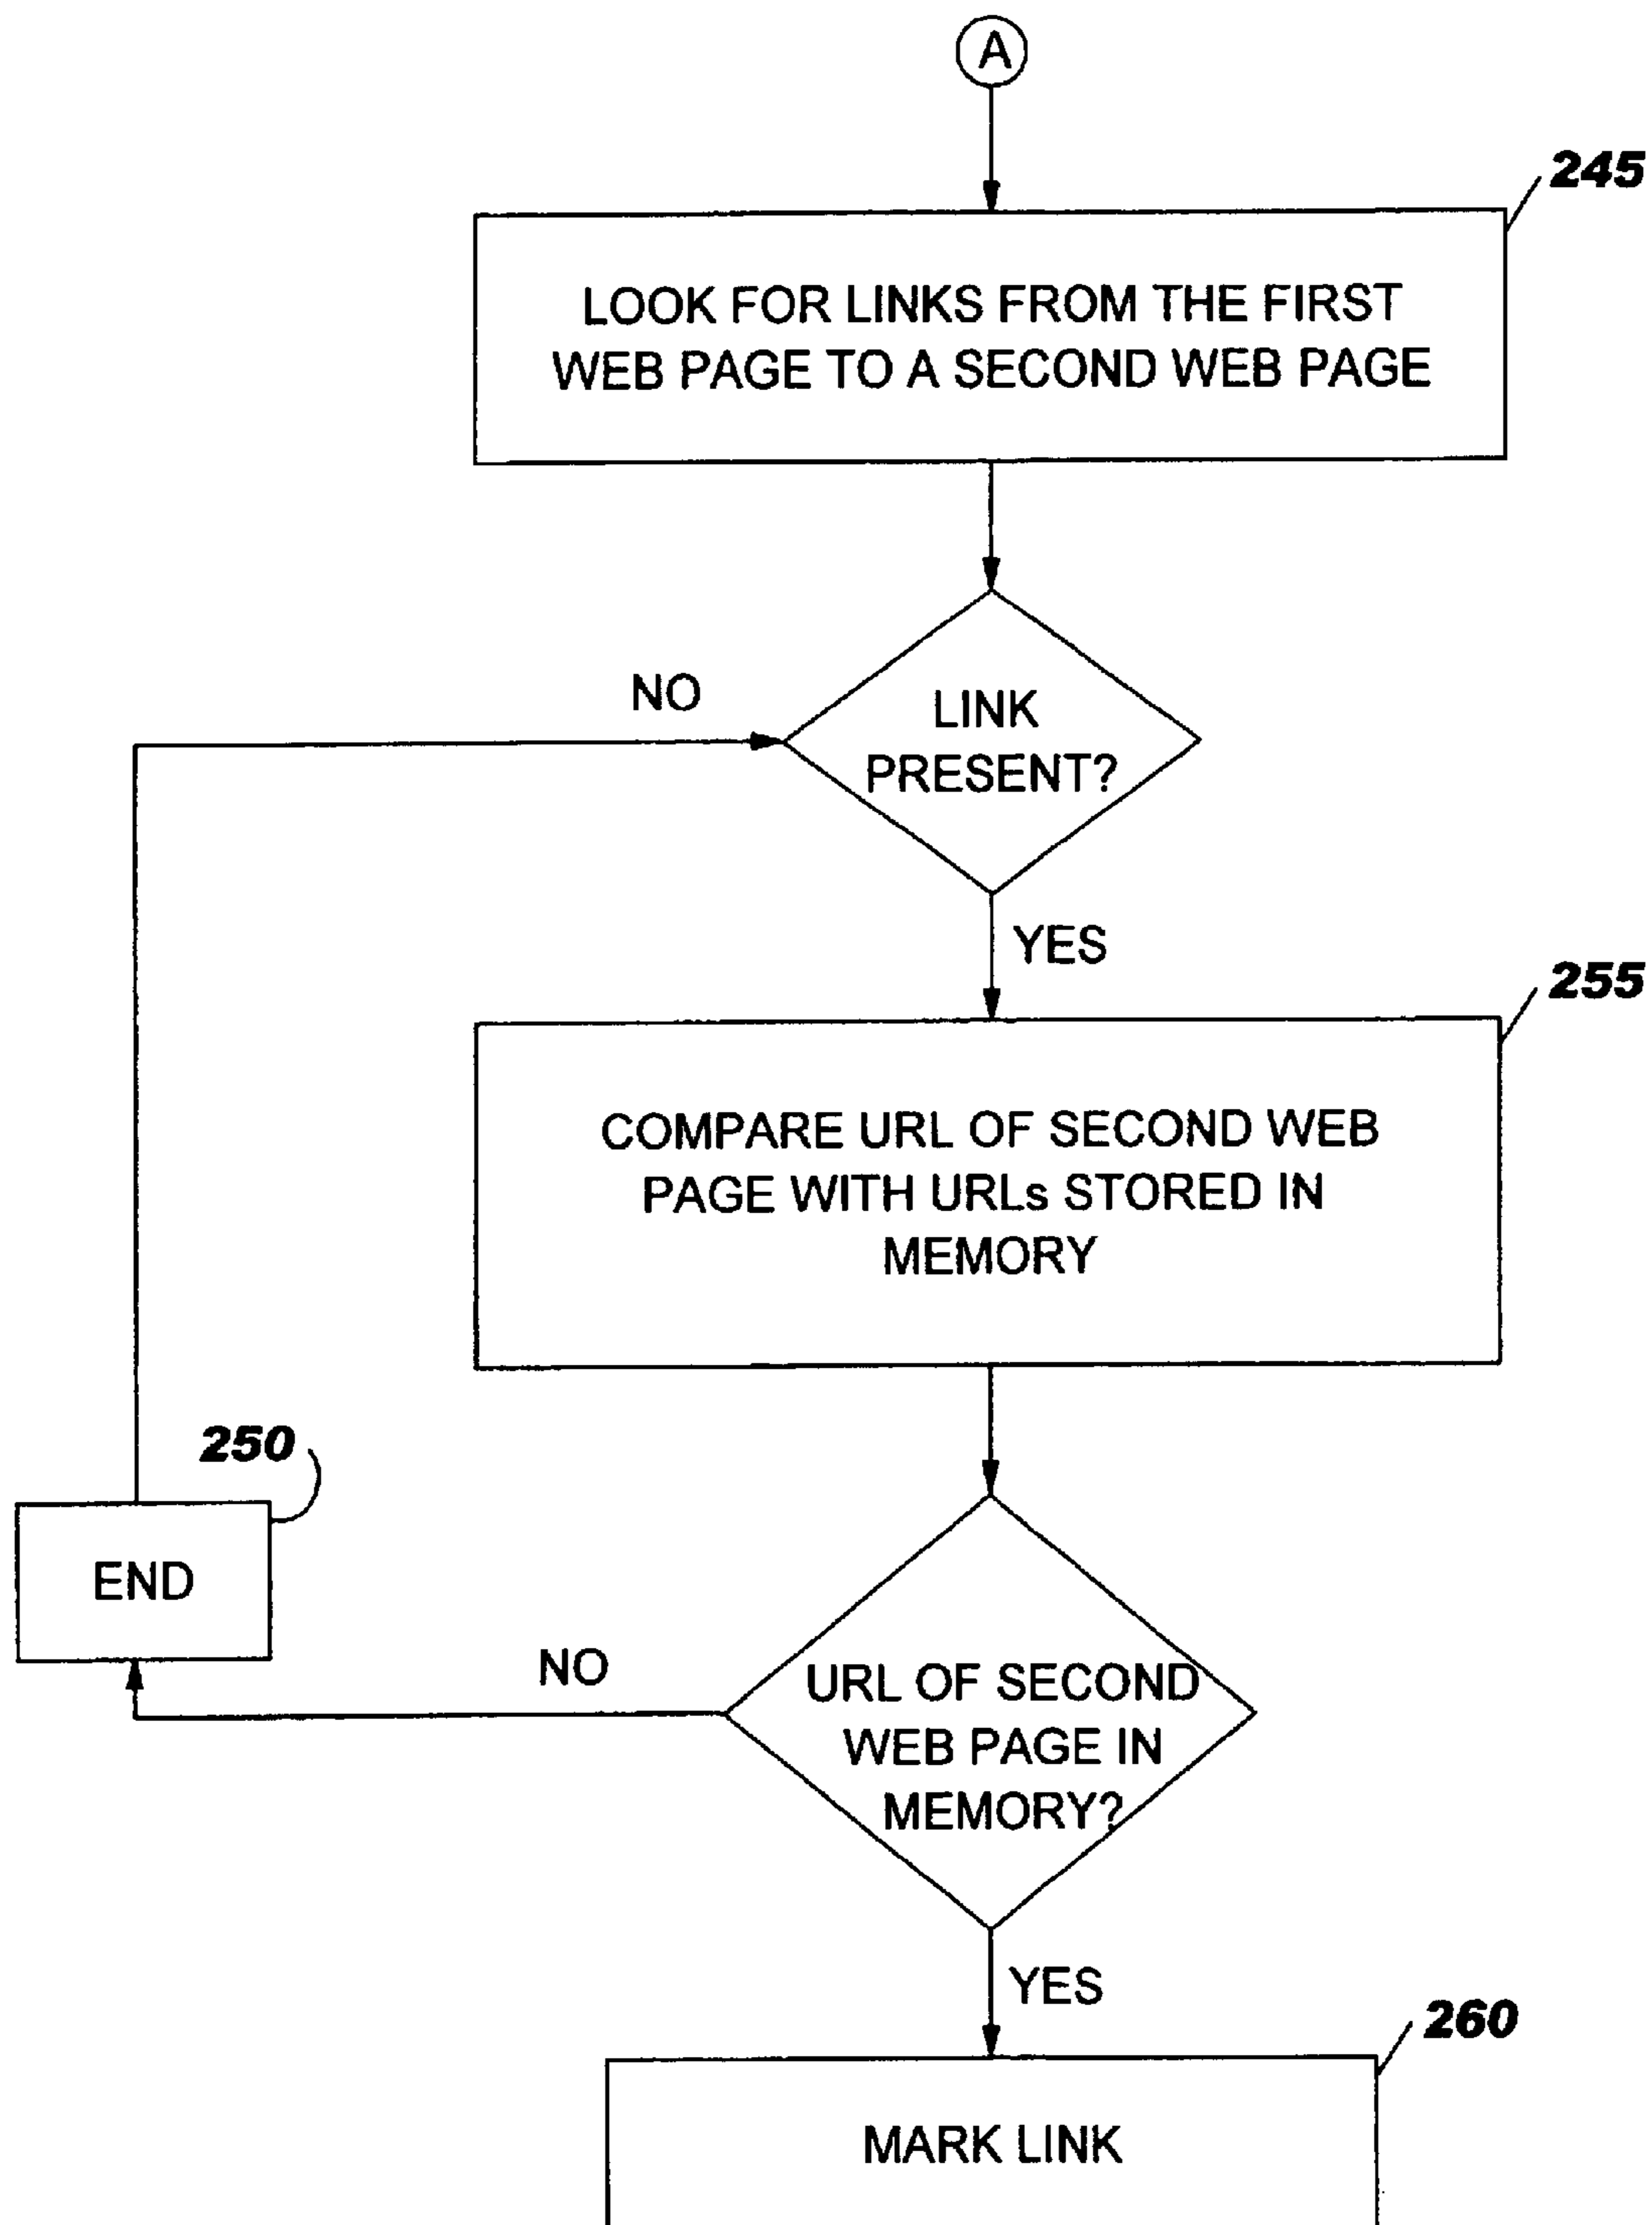 A
245
LOOK FOR LINKS FROM THE FIRST
WEB PAGE TO A SECOND WEB PAGE
NO
LINK
PRESENT?
YES
255
COMPARE URL OF SECOND WEB
PAGE WITH URLs STORED IN
MEMORY
250
END
NO
URL OF SECOND
WEB PAGE IN
MEMORY?
YES
260
MARK LINK